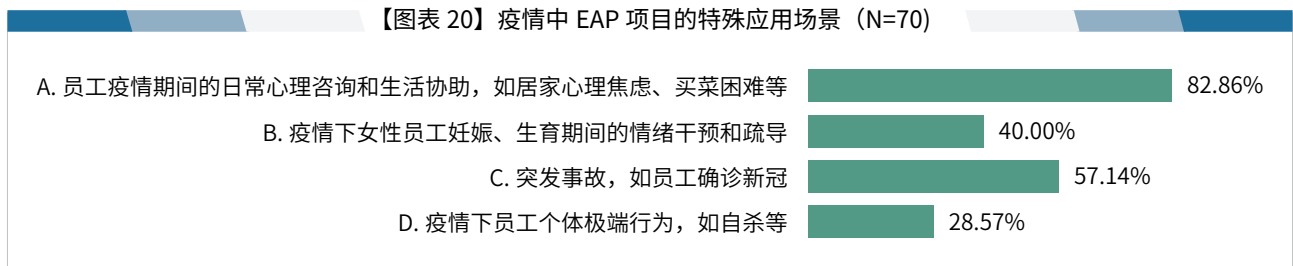 【图表 20】疫情中 EAP 项目的特殊应用场景（N=70)
A. 员工疫情期间的日常心理咨询和生活协助，如居家心理焦虑、买菜困难等 82.86%
B. 疫情下女性员工妊娠、生育期间的情绪干预和疏导 40.00%
C. 突发事故，如员工确诊新冠 57.14%
D. 疫情下员工个体极端行为，如自杀等 28.57%